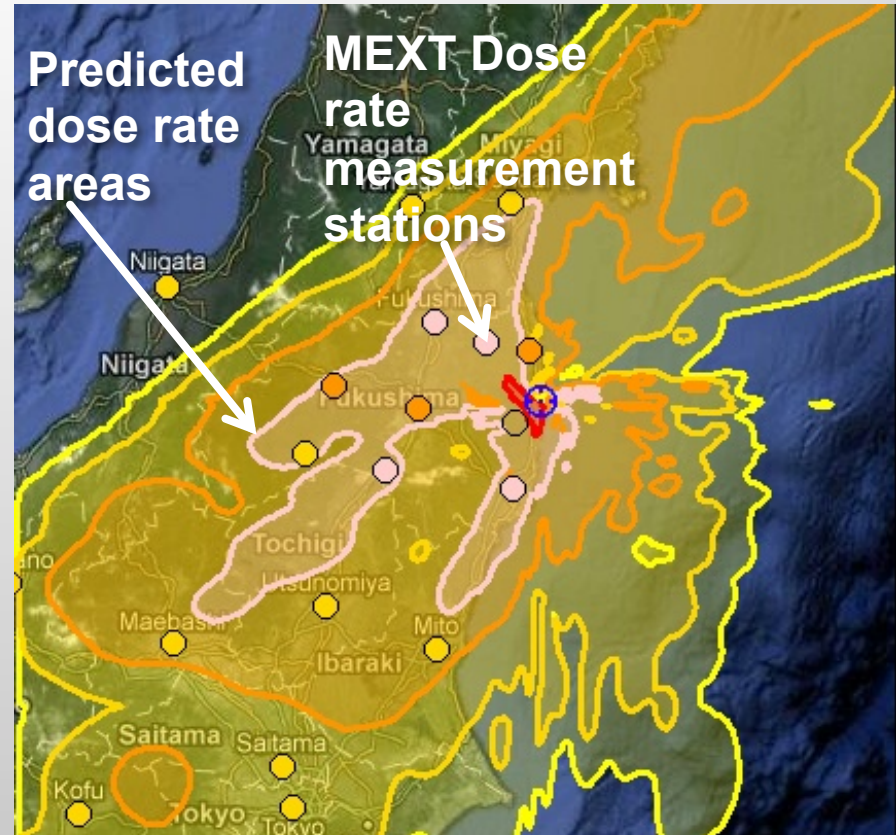 Predicted
dose rate
areas
MEXT Dose
rate
measurement
stations
Yamagata
Miyagi
Niigata
Fukushima
Niigata
Fukushima
Tochigi
Utsunomiya
Maebashi
Mito
Ibaraki
Saitama
Saitama
Kofu
Tokyo
Tokyo